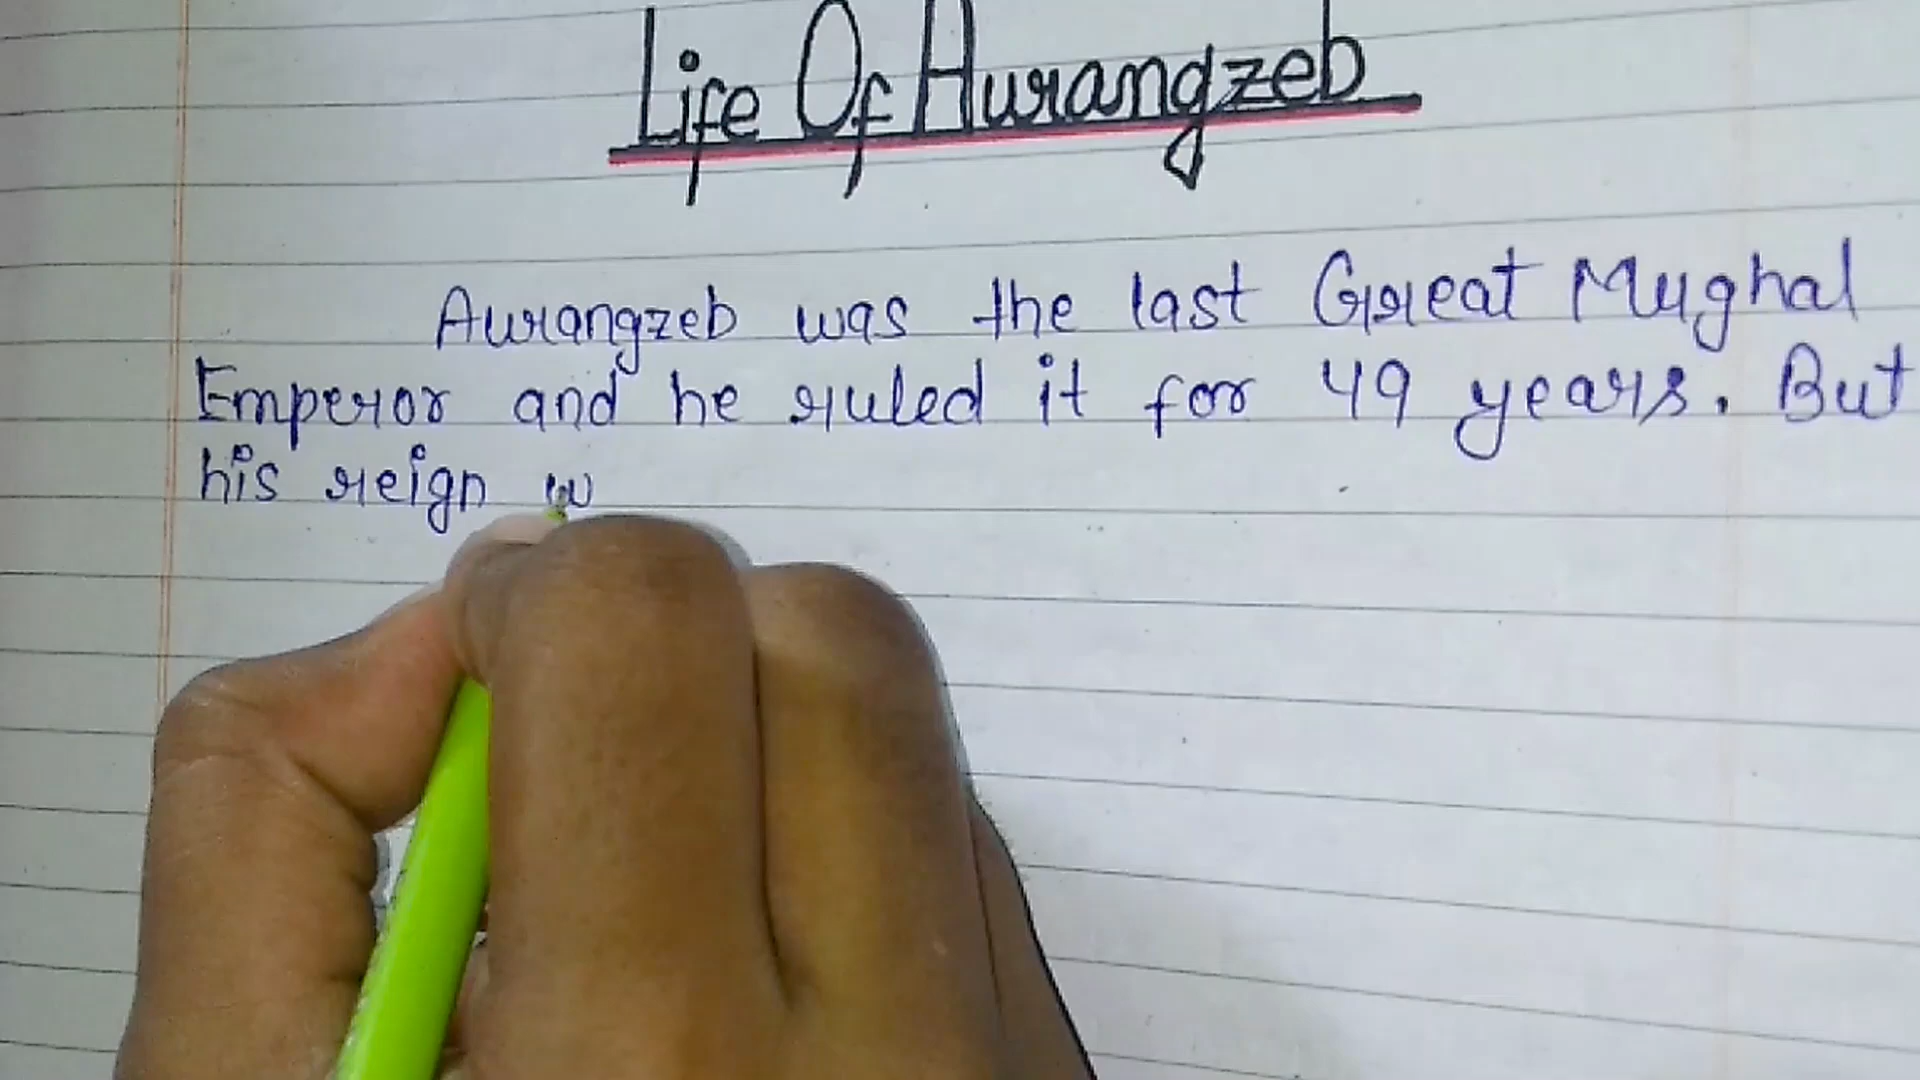 Life Of Aurangzeb
Aurangzeb was the last Great Mughal
Emperor and he ruled it for 49 years. But
his reign w